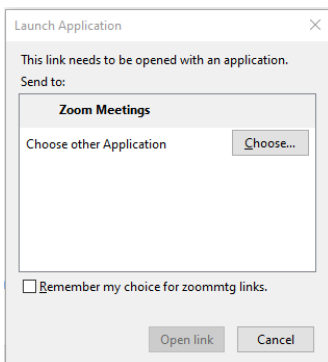 Launch Application
This link needs to be opened with an application.
Send to:
Zoom Meetings
Choose other Application
Choose...
Remember my choice for zoommtg links.
Open link
Cancel